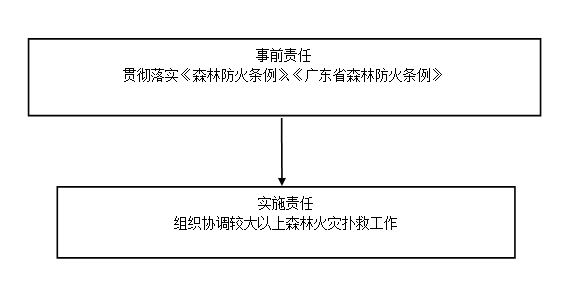 事前责任
贯彻落实《森林防火条例》、《广东省森林防火条例》
实施责任
组织协调较大以上森林火灾扑救工作